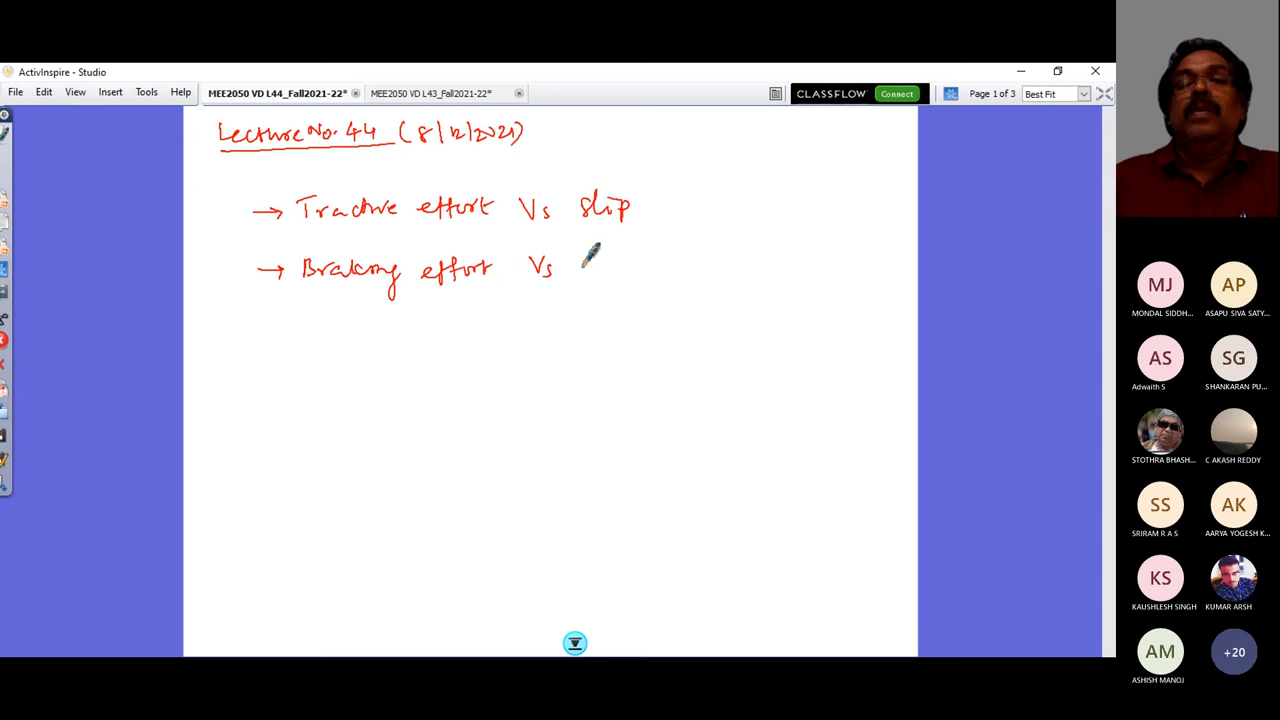 ActivInspire - Studio
File Edit View Insert Tools Help
MEE2050 VD L44_Fall2021-22* MEE2050 VD L43_Fall2021-22*
CLASSFLOW Connect
Page 1 of 3 Best Fit
Lecture No. 44 (8/12/2021)
→ Tractive effort Vs slip
→ Braking effort Vs
MJ AP
MONDAL SIDDH... ASAPU SIVA SATY...
AS SG
Adwaith S SHANKARAN PU...
STOTHRA BHASH... C AKASH REDDY
SS AK
SRIRAM R A S AARYA YOGESH K...
KS
KAUSHLESH SINGH KUMAR ARSH
AM +20
ASHISH MANOJ